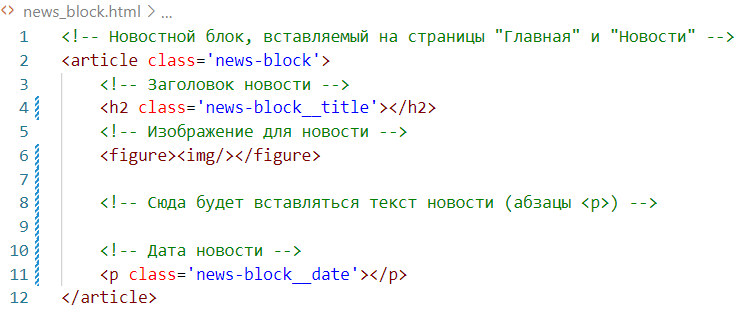 <> news_block.html > ...
1 <!-- Новостной блок, вставляемый на страницы "Главная" и "Новости" -->
2 <article class='news-block'>
3 <!-- Заголовок новости -->
4 <h2 class='news-block__title'></h2>
5 <!-- Изображение для новости -->
6 <figure><img/></figure>
7
8 <!-- Сюда будет вставляться текст новости (абзацы <p>) -->
9
10 <!-- Дата новости -->
11 <p class='news-block__date'></p>
12 </article>